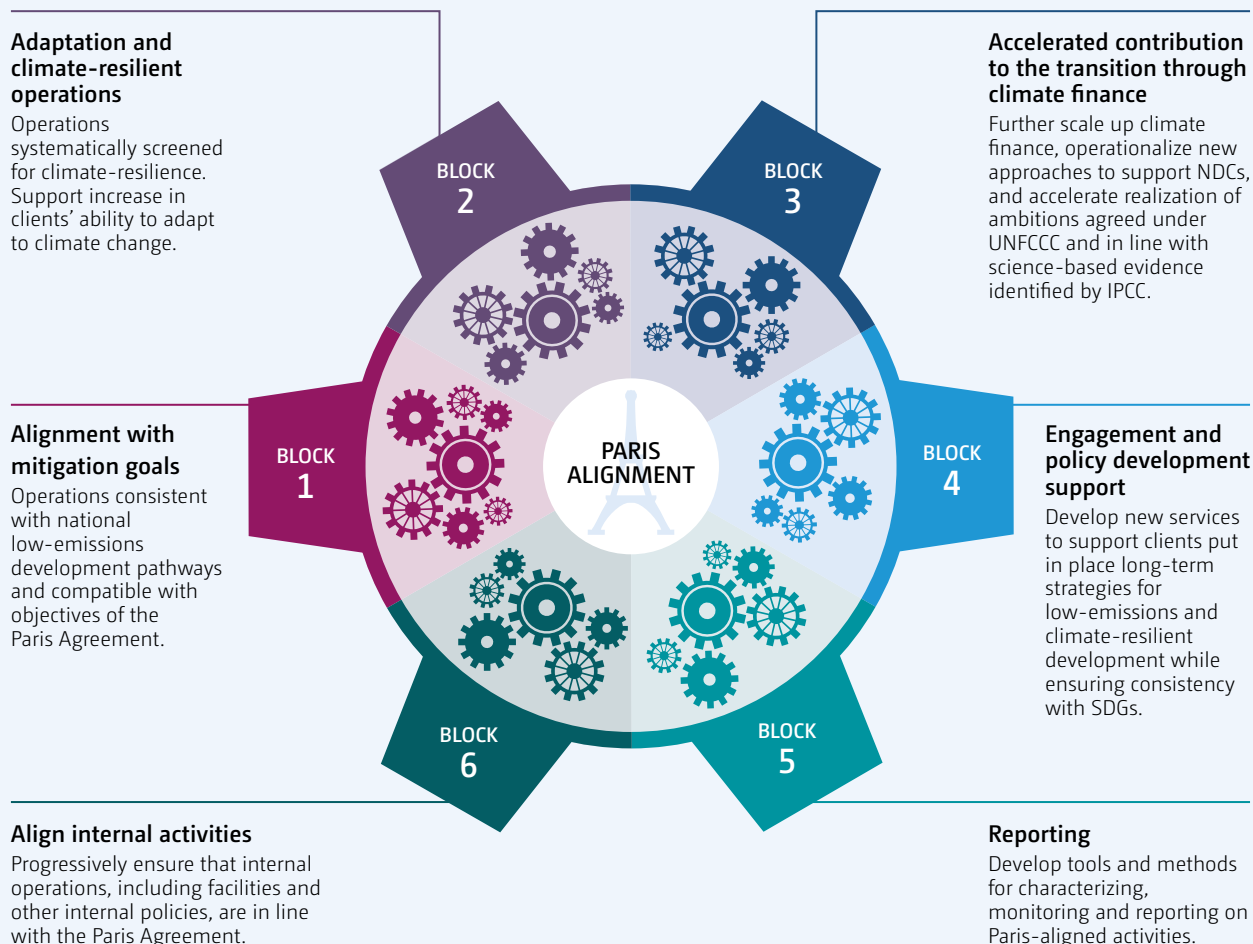 Adaptation and
climate-resilient
operations
Operations
systematically screened
for climate-resilience.
Support increase in
clients’ ability to adapt
to climate change.
BLOCK
2
BLOCK
3
Accelerated contribution
to the transition through
climate finance
Further scale up climate
finance, operationalize new
approaches to support NDCs,
and accelerate realization of
ambitions agreed under
UNFCCC and in line with
science-based evidence
identified by IPCC.
Alignment with
mitigation goals
Operations consistent
with national
low-emissions
development pathways
and compatible with
objectives of the
Paris Agreement.
BLOCK
1
PARIS
ALIGNMENT
BLOCK
4
Engagement and
policy development
support
Develop new services
to support clients put
in place long-term
strategies for
low-emissions and
climate-resilient
development while
ensuring consistency
with SDGs.
BLOCK
6
BLOCK
5
Align internal activities
Progressively ensure that internal
operations, including facilities and
other internal policies, are in line
with the Paris Agreement.
Reporting
Develop tools and methods
for characterizing,
monitoring and reporting on
Paris-aligned activities.